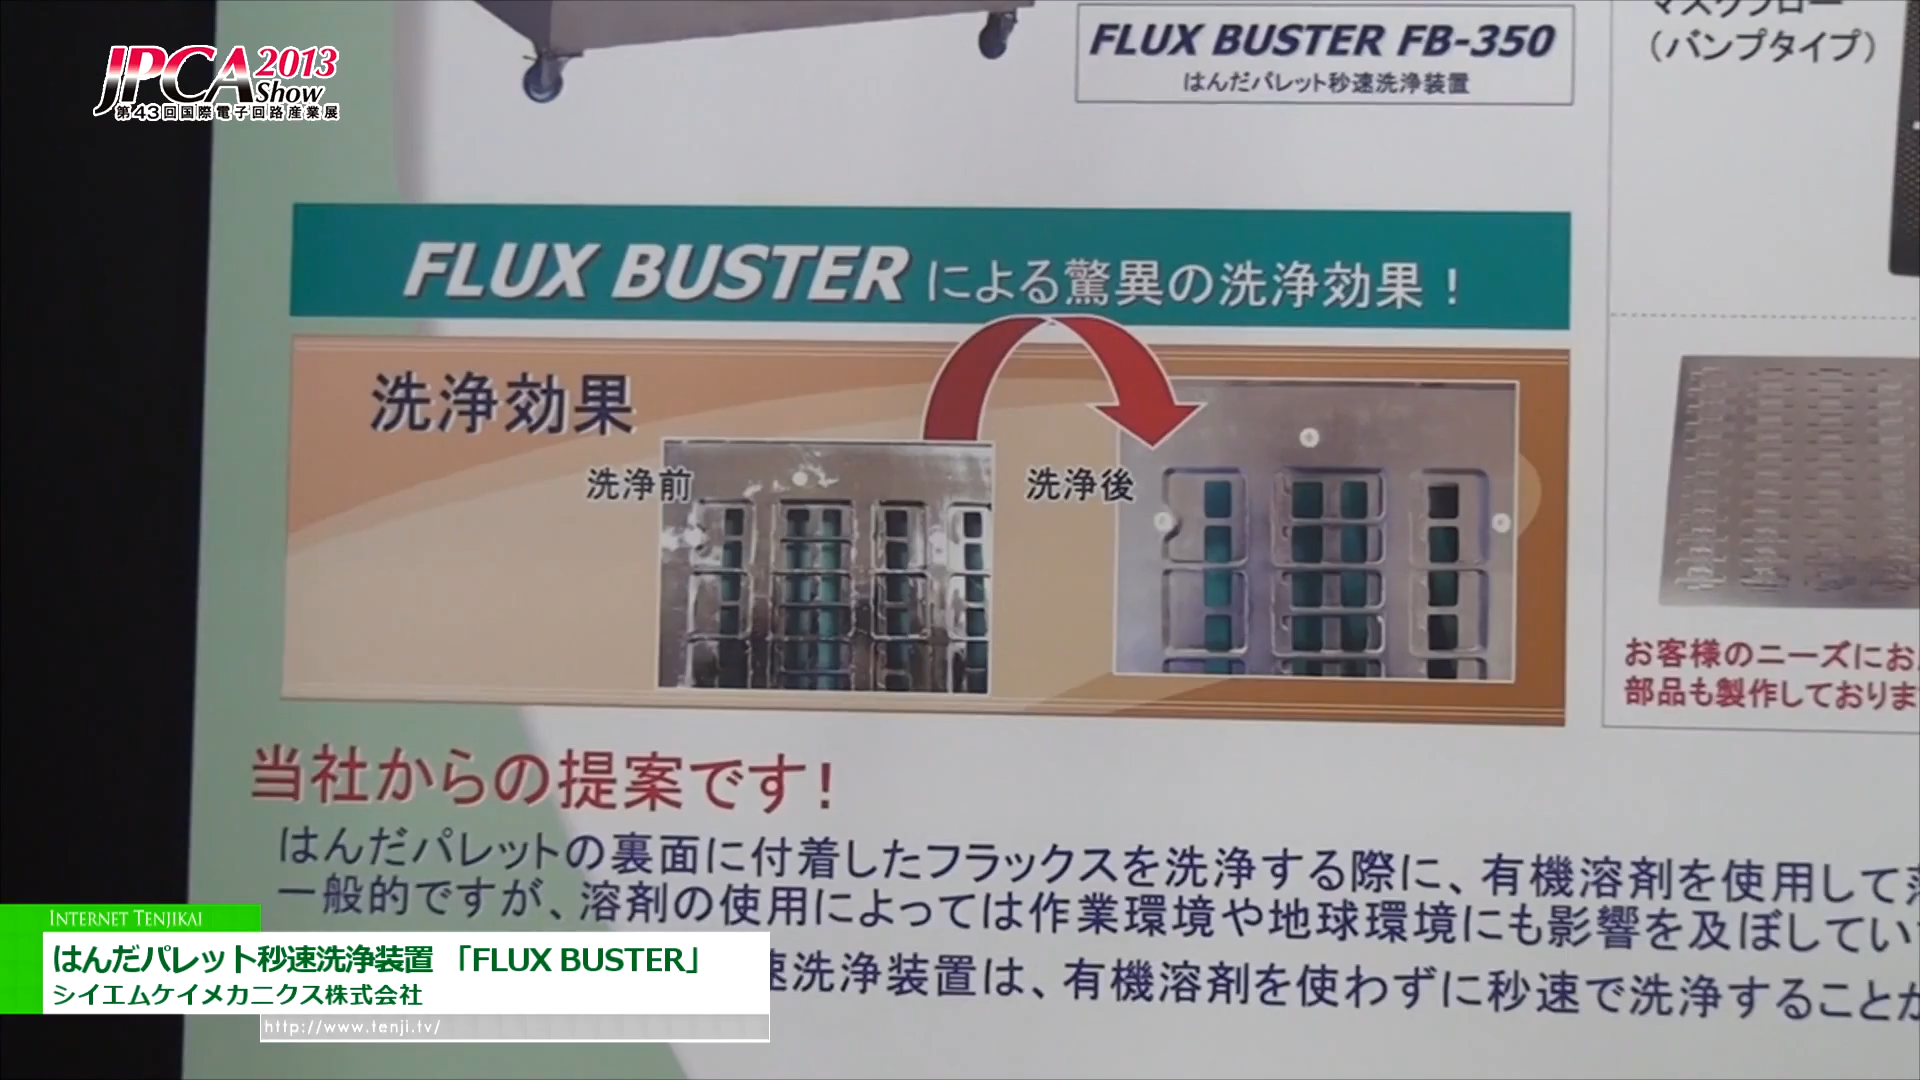 JPCA 2013
Show
第43回国際電子回路産業展
FLUX BUSTER FB-350
はんだパレット秒速洗浄装置
（バンプタイプ）
FLUX BUSTER による驚異の洗浄効果！
洗浄効果
洗浄前
洗浄後
お客様のニーズにお
部品も製作しておりま
当社からの提案です！
はんだパレットの裏面に付着したフラックスを洗浄する際に、有機溶剤を使用して
一般的ですが、溶剤の使用によっては作業環境や地球環境にも影響を及ぼしてい
速洗浄装置は、有機溶剤を使わずに秒速で洗浄することが
INTERNET TENJIKAI
はんだパレット秒速洗浄装置 「FLUX BUSTER」
シイエムケイメカニクス株式会社
http://www.tenji.tv/